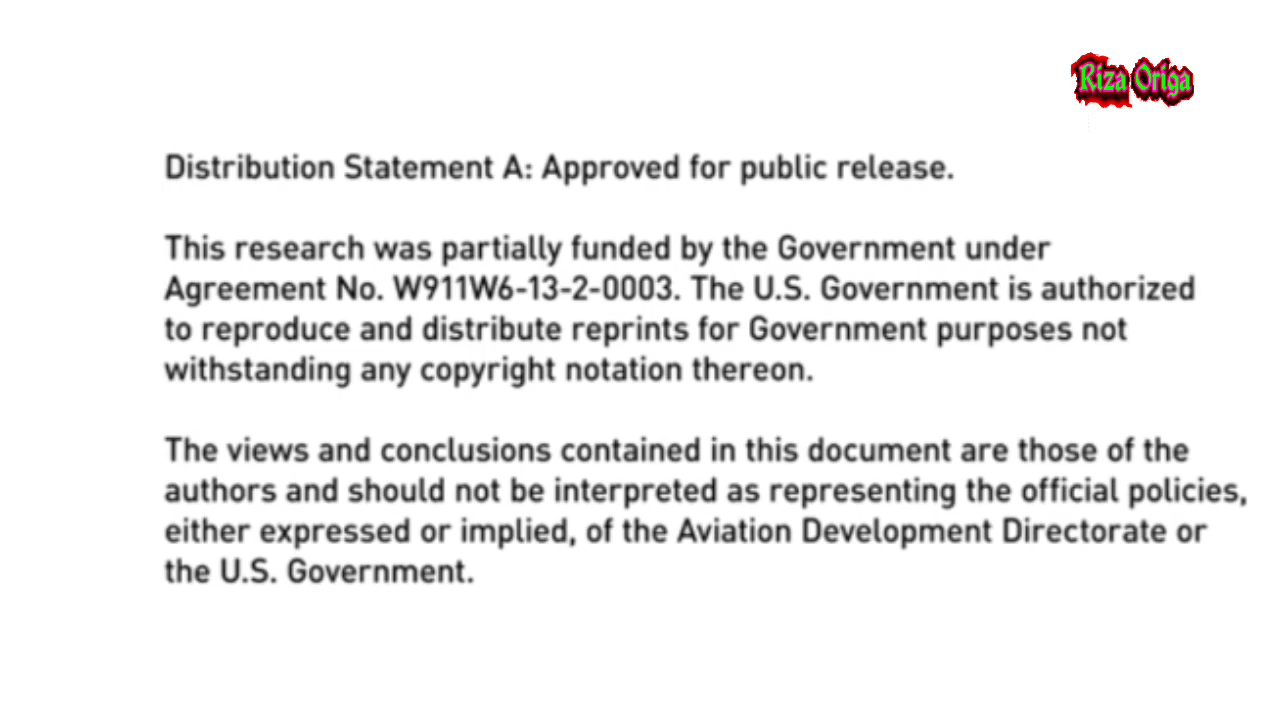 Riza Origa
Distribution Statement A: Approved for public release.
This research was partially funded by the Government under
Agreement No. W911W6-13-2-0003. The U.S. Government is authorized
to reproduce and distribute reprints for Government purposes not
withstanding any copyright notation thereon.
The views and conclusions contained in this document are those of the
authors and should not be interpreted as representing the official policies,
either expressed or implied, of the Aviation Development Directorate or
the U.S. Government.